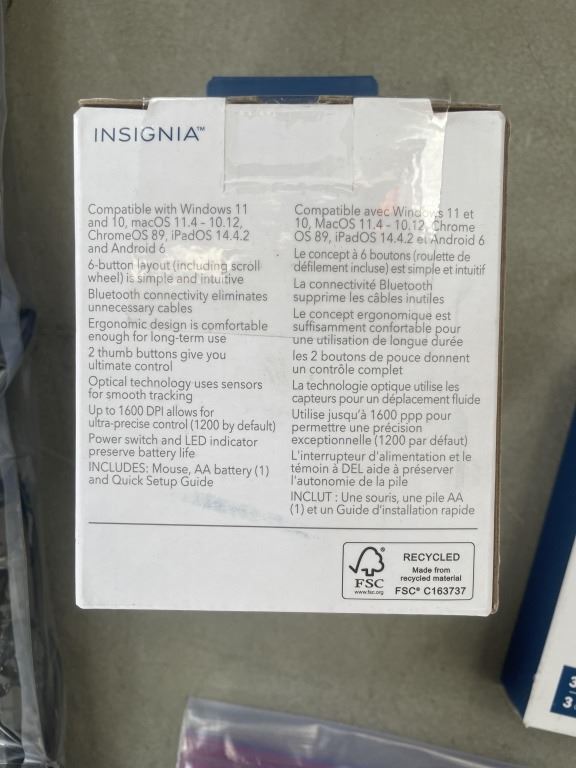 INSIGNIA™
Compatible with Windows 11
and 10, macOS 11.4 - 10.12,
ChromeOS 89, iPadOS 14.4.2
and Android 6
6-button layout (including scroll
wheel) is simple and intuitive
Bluetooth connectivity eliminates
unnecessary cables
Ergonomic design is comfortable
enough for long-term use
2 thumb buttons give you
ultimate control
Optical technology uses sensors
for smooth tracking
Up to 1600 DPI allows for
ultra-precise control (1200 by default)
Power switch and LED indicator
preserve battery life
INCLUDES: Mouse, AA battery (1)
and Quick Setup Guide
Compatible avec Windows 11 et
10, MacOS 11.4 - 10.12, Chrome
OS 89, iPadOS 14.4.2 et Android 6
Le concept à 6 boutons (roulette de
défilement incluse) est simple et intuitif
La connectivité Bluetooth
supprime les câbles inutiles
Le concept ergonomique est
suffisamment confortable pour
une utilisation de longue durée
les 2 boutons de pouce donnent
un contrôle complet
La technologie optique utilise les
capteurs pour un déplacement fluide
Utilise jusqu'à 1600 ppp pour
permettre une précision
exceptionnelle (1200 par défaut)
L'interrupteur d'alimentation et le
témoin à DEL aide à préserver
l'autonomie de la pile
INCLUT : Une souris, une pile AA
(1) et un Guide d'installation rapide
FSC
www.fsc.org
RECYCLED
Made from
recycled material
FSC® C163737
3
3